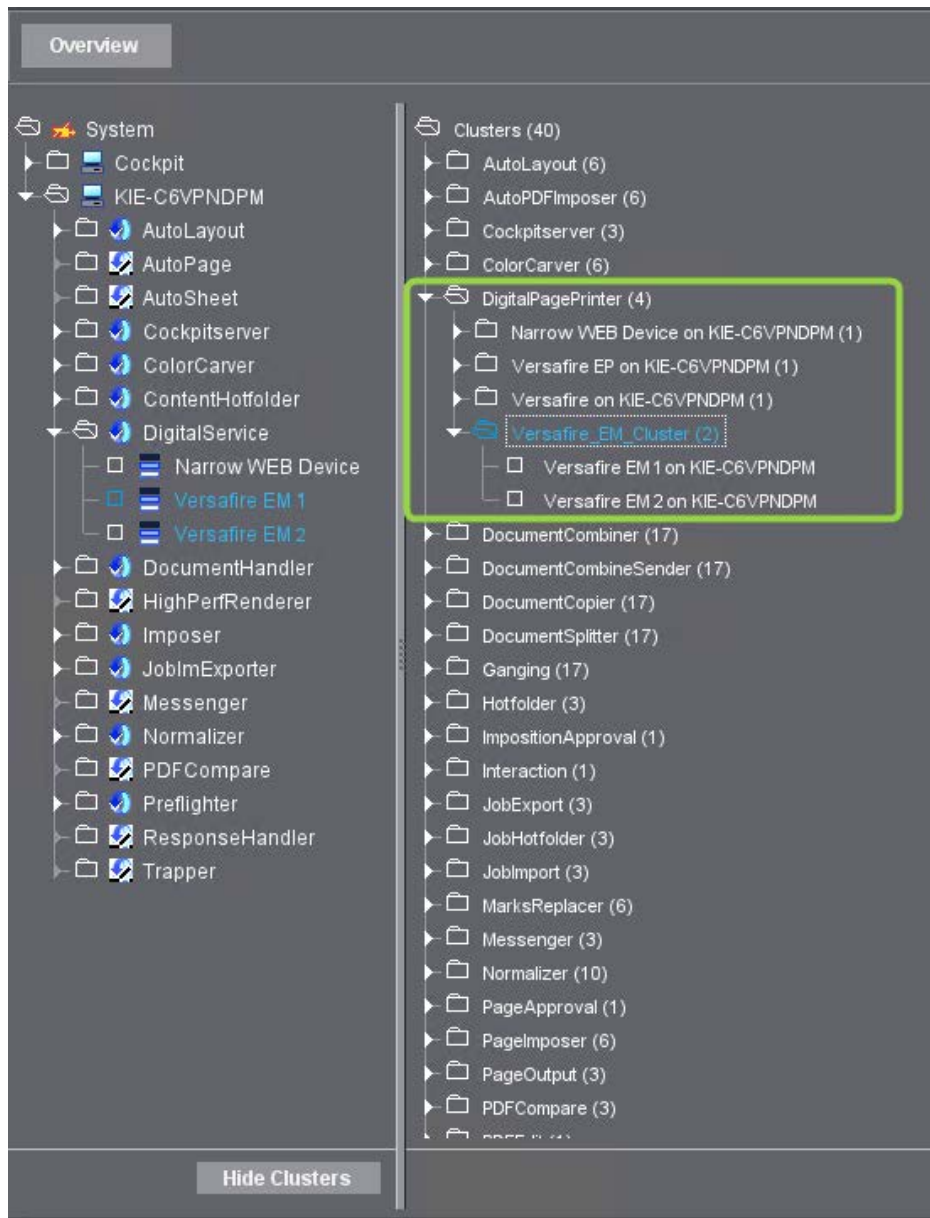 Overview
System
Cockpit
KIE-C6VPNDPM
AutoLayout
AutoPage
AutoSheet
Cockpitserver
ColorCarver
ContentHotfolder
DigitalService
Narrow WEB Device
Versafire EM 1
Versafire EM 2
DocumentHandler
HighPerfRenderer
Imposer
JobImExporter
Messenger
Normalizer
PDFCompare
Preflighter
ResponseHandler
Trapper
Clusters (40)
AutoLayout (6)
AutoPDFImposer (6)
Cockpitserver (3)
ColorCarver (6)
DigitalPagePrinter (4)
Narrow WEB Device on KIE-C6VPNDPM (1)
Versafire EP on KIE-C6VPNDPM (1)
Versafire on KIE-C6VPNDPM (1)
Versafire_EM_Cluster (2)
Versafire EM 1 on KIE-C6VPNDPM
Versafire EM 2 on KIE-C6VPNDPM
DocumentCombiner (17)
DocumentCombineSender (17)
DocumentCopier (17)
DocumentSplitter (17)
Ganging (17)
Hotfolder (3)
ImpositionApproval (1)
Interaction (1)
JobExport (3)
JobHotfolder (3)
JobImport (3)
MarksReplacer (6)
Messenger (3)
Normalizer (10)
PageApproval (1)
PageImposer (6)
PageOutput (3)
PDFCompare (3)
Hide Clusters